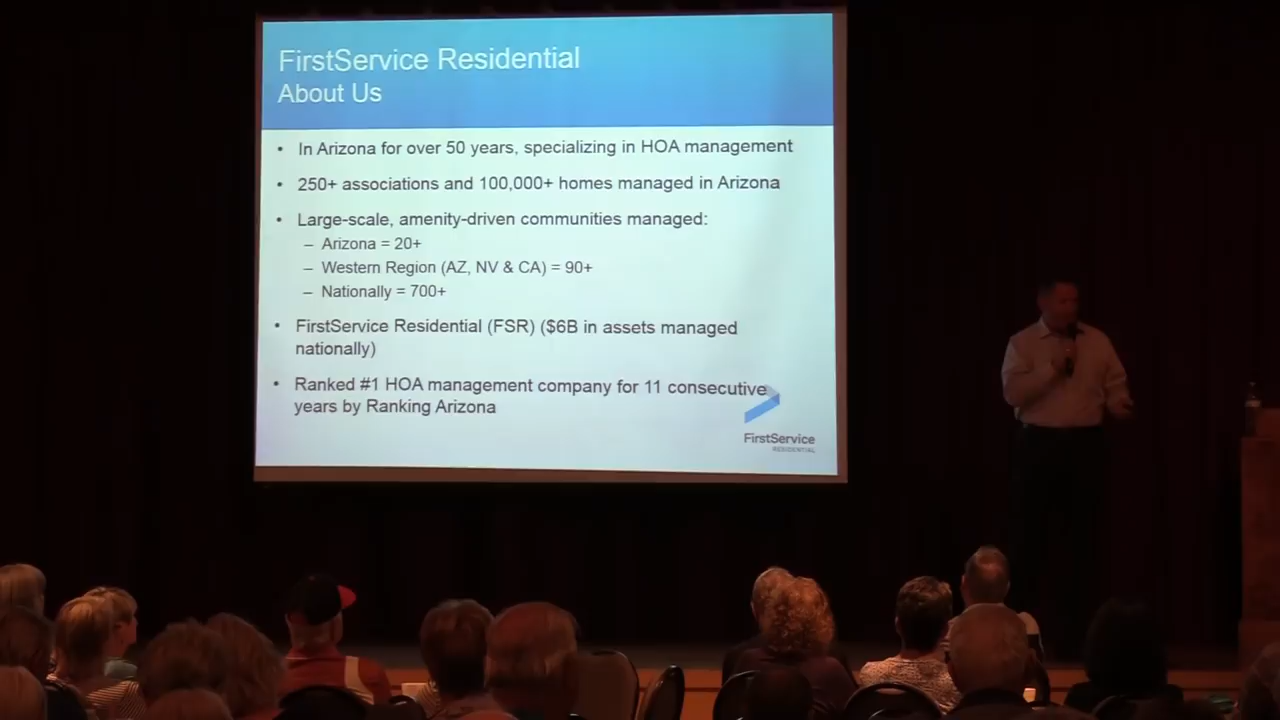 FirstService Residential
About Us
• In Arizona for over 50 years, specializing in HOA management
• 250+ associations and 100,000+ homes managed in Arizona
• Large-scale, amenity-driven communities managed:
– Arizona = 20+
– Western Region (AZ, NV & CA) = 90+
– Nationally = 700+
• FirstService Residential (FSR) ($6B in assets managed
nationally)
• Ranked #1 HOA management company for 11 consecutive
years by Ranking Arizona
FirstService
RESIDENTIAL